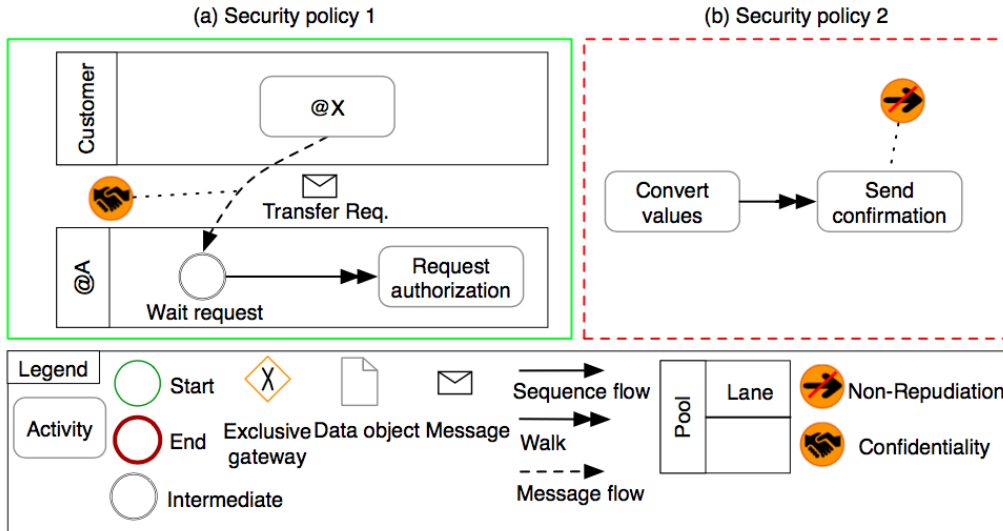 (a) Security policy 1
(b) Security policy 2
Customer
@X
Transfer Req.
@A
Wait request
Request
authorization
Convert
values
Send
confirmation
Legend
Activity
Start
End
Intermediate
X
Exclusive
gateway
Data object
Message
Sequence flow
Walk
Message flow
Pool
Lane
Non-Repudiation
Confidentiality